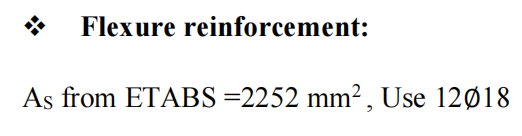 ❖ Flexure reinforcement:
As from ETABS =2252 mm², Use 12Ø18